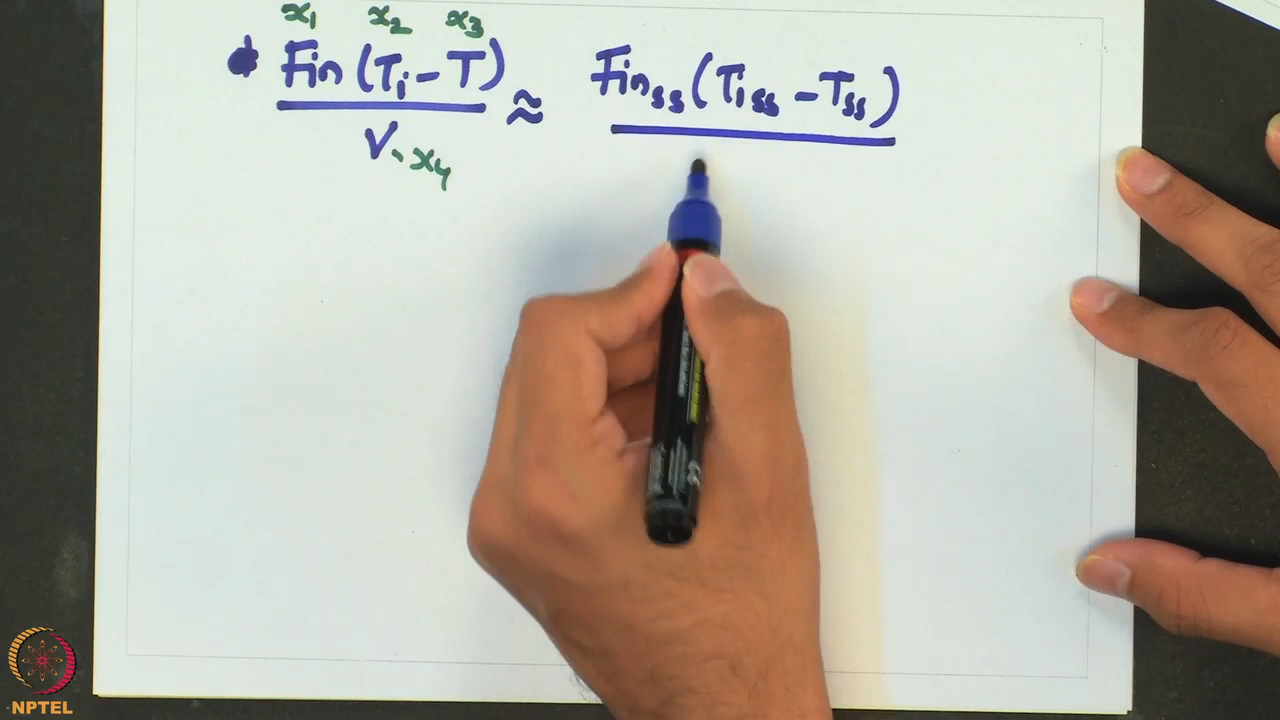 x1 x2 x3
Fin (Ti - T) ≈ Finss (Tiss - Tss)
V - x4
NPTEL